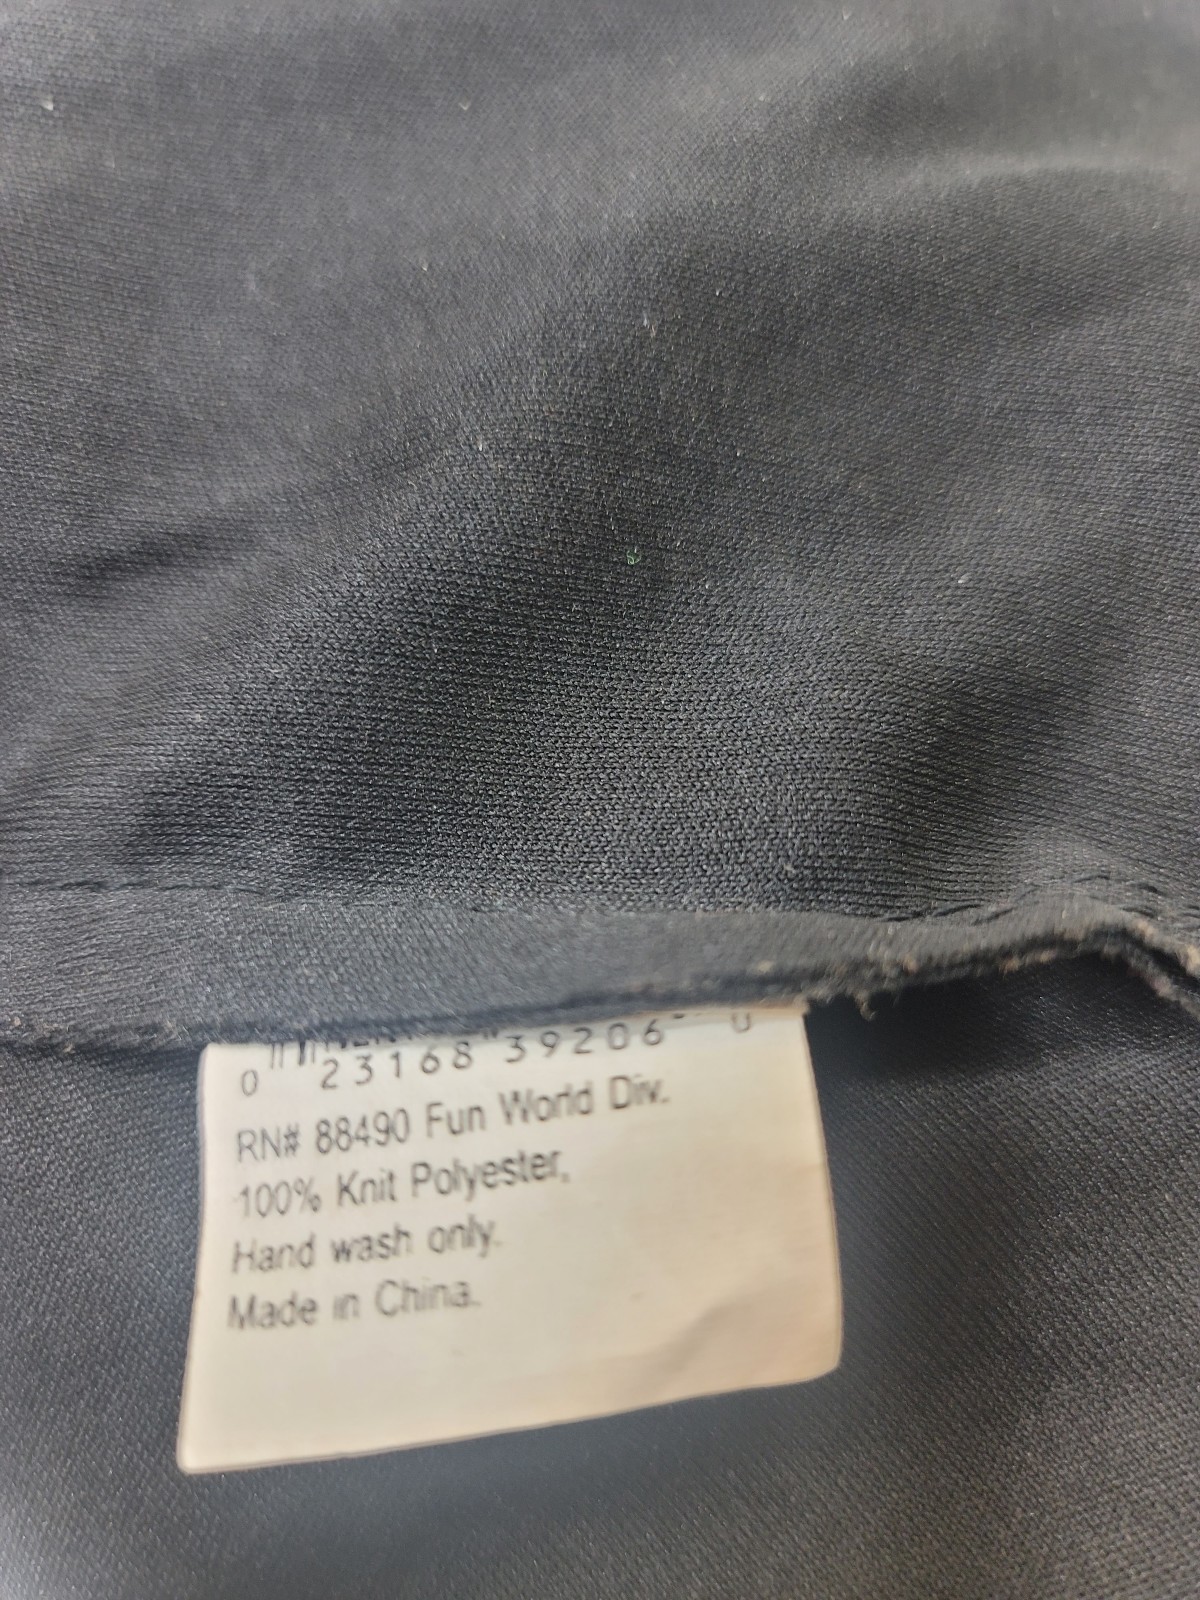 0 23168 39206 0
RN# 88490 Fun World Div.
100% Knit Polyester,
Hand wash only.
Made in China.